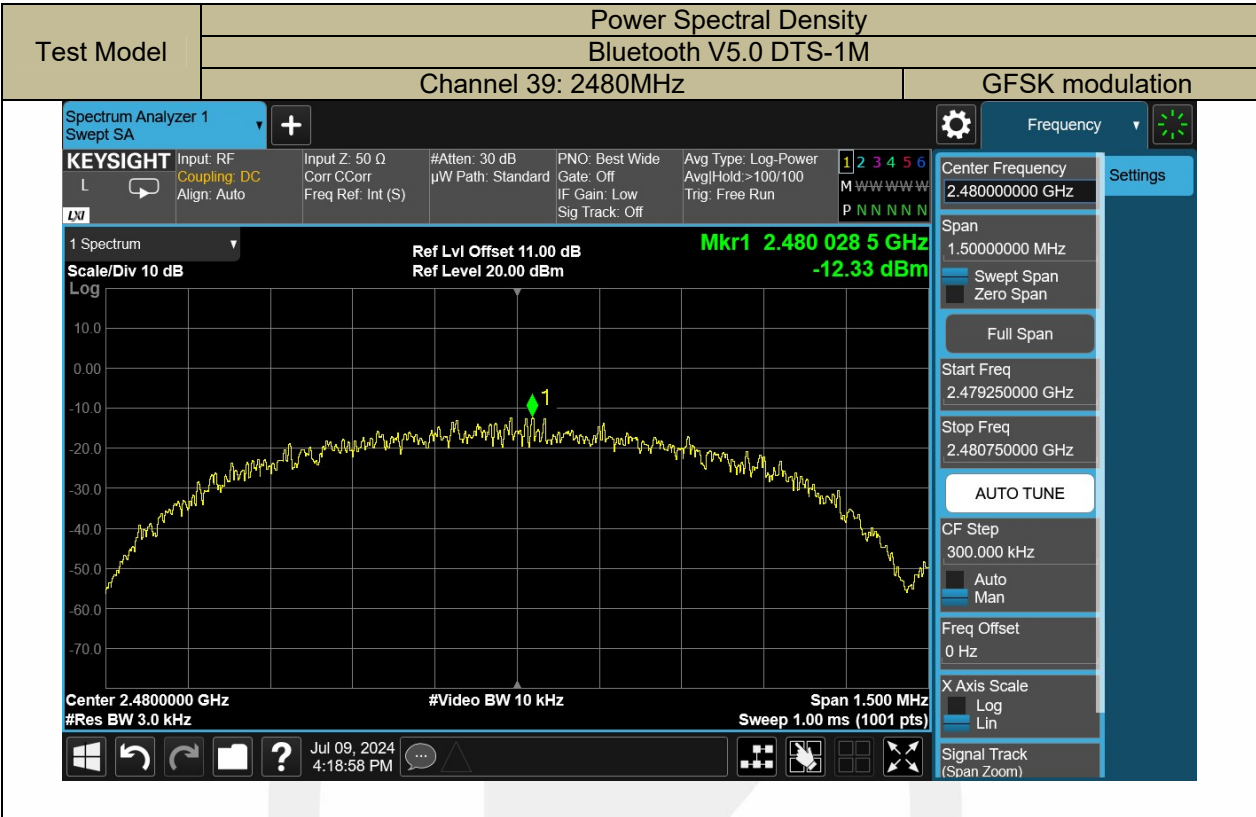 Test Model
Power Spectral Density
Bluetooth V5.0 DTS-1M
Channel 39: 2480MHz
GFSK modulation
Spectrum Analyzer 1
Swept SA
Frequency
KEYSIGHT
L
LXI
Input: RF
Coupling: DC
Align: Auto
Input Z: 50 Ω
Corr CCorr
Freq Ref: Int (S)
#Atten: 30 dB
µW Path: Standard
PNO: Best Wide
Gate: Off
IF Gain: Low
Sig Track: Off
Avg Type: Log-Power
Avg|Hold:>100/100
Trig: Free Run
1 2 3 4 5 6
M W W W W W W
P N N N N N
1 Spectrum
Scale/Div 10 dB
Log
Ref Lvl Offset 11.00 dB
Ref Level 20.00 dBm
Mkr1 2.480 028 5 GHz
-12.33 dBm
10.0
0.00
-10.0
-20.0
-30.0
-40.0
-50.0
-60.0
-70.0
1
Center 2.4800000 GHz
#Res BW 3.0 kHz
#Video BW 10 kHz
Span 1.500 MHz
Sweep 1.00 ms (1001 pts)
?
Jul 09, 2024
4:18:58 PM
Center Frequency
2.480000000 GHz
Settings
Span
1.50000000 MHz
Swept Span
Zero Span
Full Span
Start Freq
2.479250000 GHz
Stop Freq
2.480750000 GHz
AUTO TUNE
CF Step
300.000 kHz
Auto
Man
Freq Offset
0 Hz
X Axis Scale
Log
Lin
Signal Track
(Span Zoom)